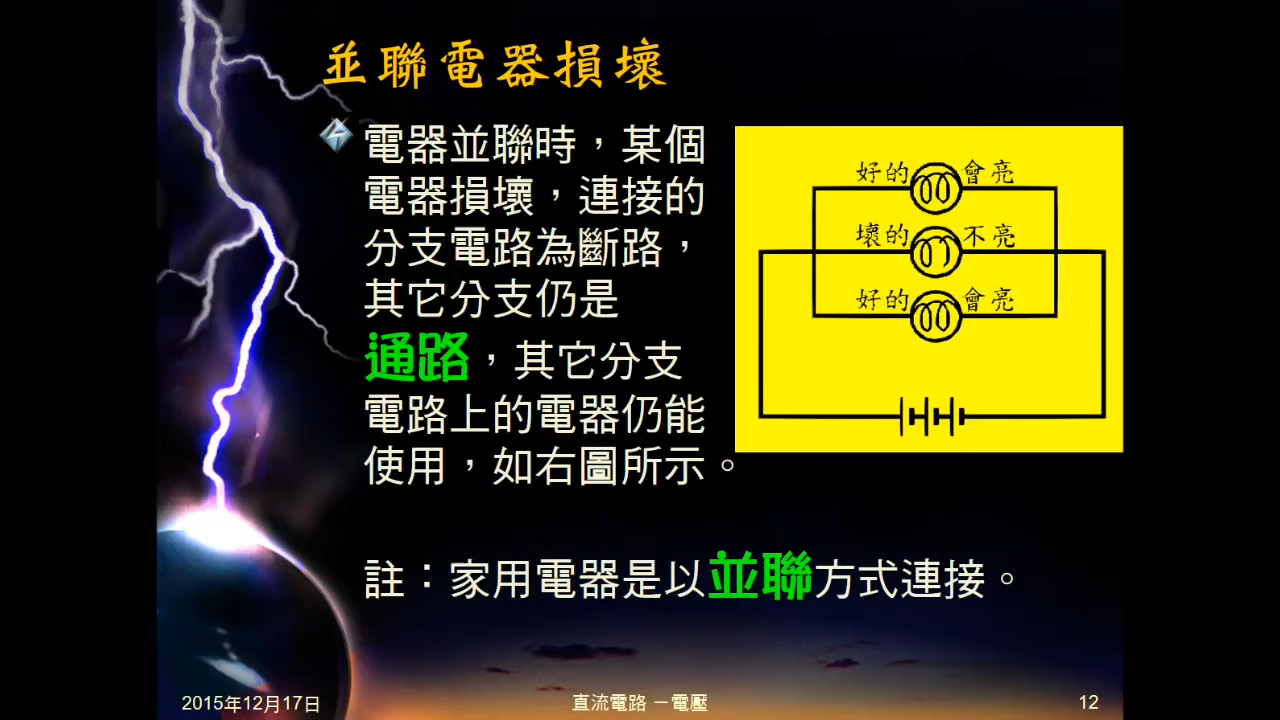 並聯電器損壞
電器並聯時，某個
電器損壞，連接的
分支電路為斷路，
其它分支仍是
通路，其它分支
電路上的電器仍能
使用，如右圖所示。
好的 會亮
壞的 不亮
好的 會亮
註：家用電器是以並聯方式連接。
2015年12月17日
直流電路 －電壓
12